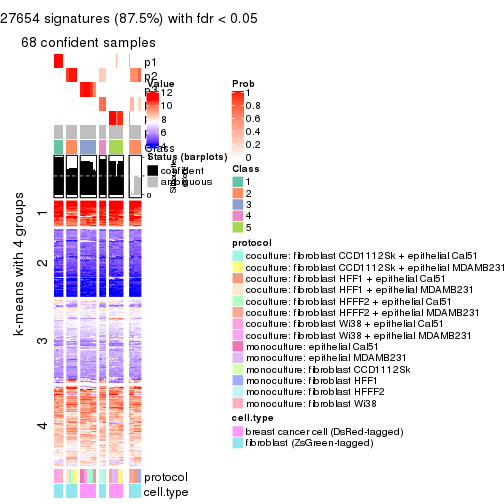 27654 signatures (87.5%) with fdr < 0.05
68 confident samples
p1
p2
Value
12
10
8
6
Class
Status (barplots)
confident
ambiguous
0
1
2
3
4
k-means with 4 groups
protocol
cell.type
Prob
1
0.8
0.6
0.4
0.2
0
Class
1
2
3
4
5
protocol
coculture: fibroblast CCD1112Sk + epithelial Cal51
coculture: fibroblast CCD1112Sk + epithelial MDAMB231
coculture: fibroblast HFF1 + epithelial Cal51
coculture: fibroblast HFF1 + epithelial MDAMB231
coculture: fibroblast HFFF2 + epithelial Cal51
coculture: fibroblast HFFF2 + epithelial MDAMB231
coculture: fibroblast Wi38 + epithelial Cal51
coculture: fibroblast Wi38 + epithelial MDAMB231
monoculture: epithelial Cal51
monoculture: epithelial MDAMB231
monoculture: fibroblast CCD1112Sk
monoculture: fibroblast HFF1
monoculture: fibroblast HFFF2
monoculture: fibroblast Wi38
cell.type
breast cancer cell (DsRed-tagged)
fibroblast (ZsGreen-tagged)